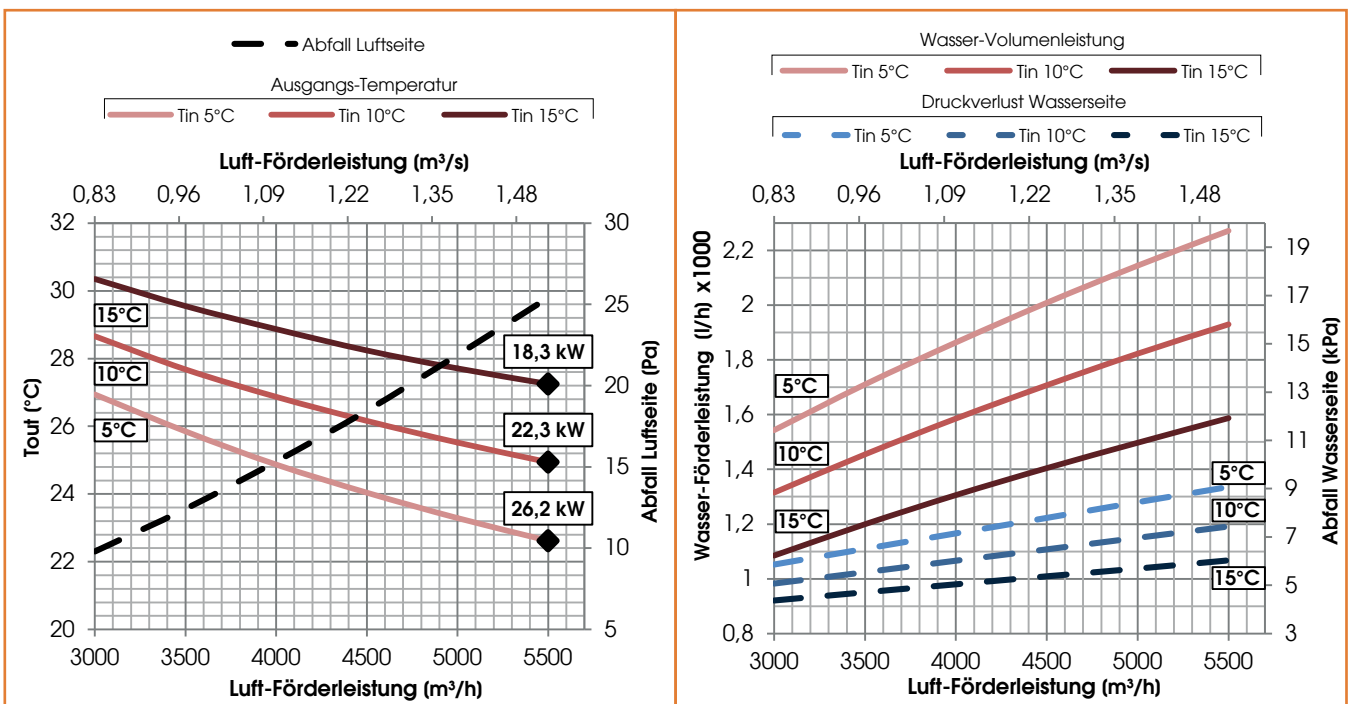 Abfall Luftseite
Ausgangs-Temperatur
Tin 5°C Tin 10°C Tin 15°C
Luft-Förderleistung (m³/s)
0,83 0,96 1,09 1,22 1,35 1,48
32 30
30 25
28 20
26 15
24 10
22
20 5
Tout (°C)
Abfall Luftseite (Pa)
15°C
10°C
5°C
18,3 kW
22,3 kW
26,2 kW
3000 3500 4000 4500 5000 5500
Luft-Förderleistung (m³/h)
Wasser-Volumenleistung
Tin 5°C Tin 10°C Tin 15°C
Druckverlust Wasserseite
Tin 5°C Tin 10°C Tin 15°C
Luft-Förderleistung (m³/s)
0,83 0,96 1,09 1,22 1,35 1,48
2,2 19
2 17
1,8 15
1,6 13
1,4 11
1,2 9
1 7
0,8 5
3
Wasser-Förderleistung (l/h) x1000
Abfall Wasserseite (kPa)
5°C
10°C
15°C
5°C
10°C
15°C
3000 3500 4000 4500 5000 5500
Luft-Förderleistung (m³/h)